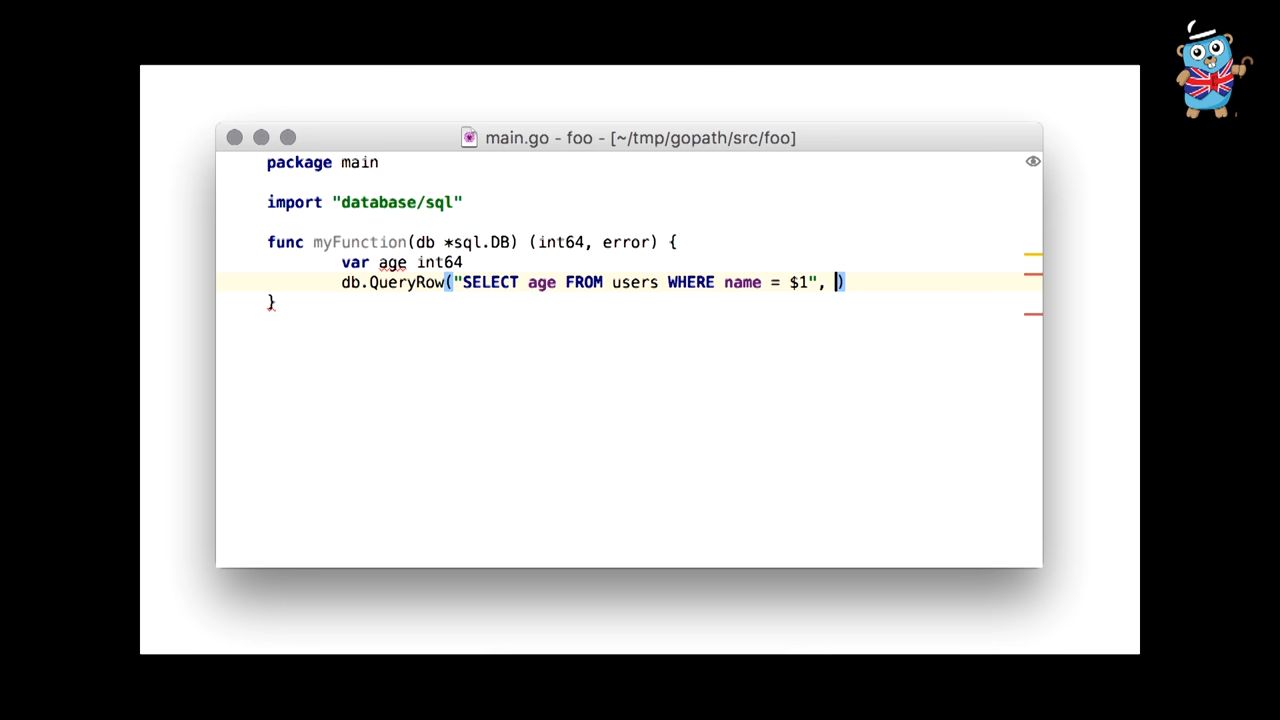 main.go - foo - [~/tmp/gopath/src/foo]
package main
import "database/sql"
func myFunction(db *sql.DB) (int64, error) {
var age int64
db.QueryRow("SELECT age FROM users WHERE name = $1", )
}